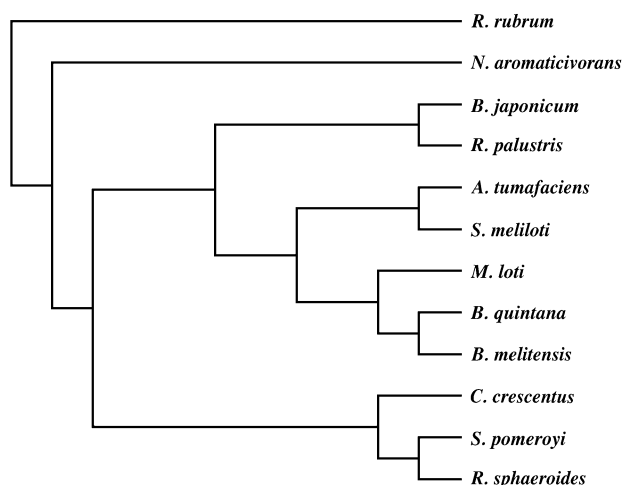 R. rubrum
N. aromaticivorans
B. japonicum
R. palustris
A. tumafaciens
S. meliloti
M. loti
B. quintana
B. melitensis
C. crescentus
S. pomeroyi
R. sphaeroides